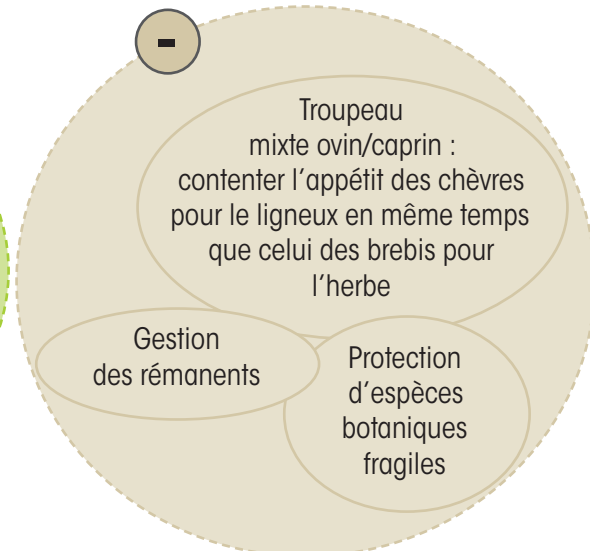 -
Troupeau
mixte ovin/caprin :
contenter l’appétit des chèvres
pour le ligneux en même temps
que celui des brebis pour
l’herbe
Gestion
des rémanents
Protection
d’espèces
botaniques
fragiles